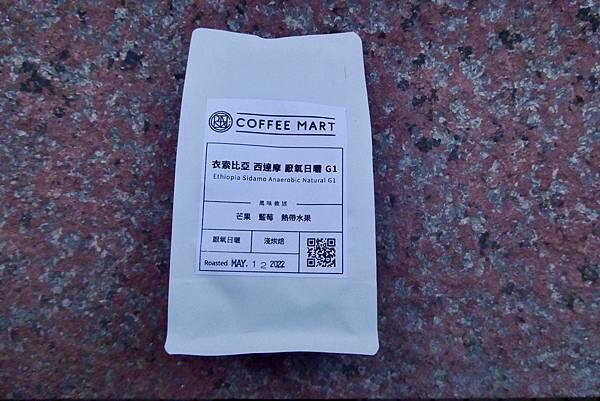 COFFEE MART
衣索比亞 西達摩 厭氧日曬 G1
Ethiopia Sidamo Anaerobic Natural G1
風味敘述
芒果 藍莓 熱帶水果
厭氧日曬 淺烘焙
Roasted MAY. 12 2022